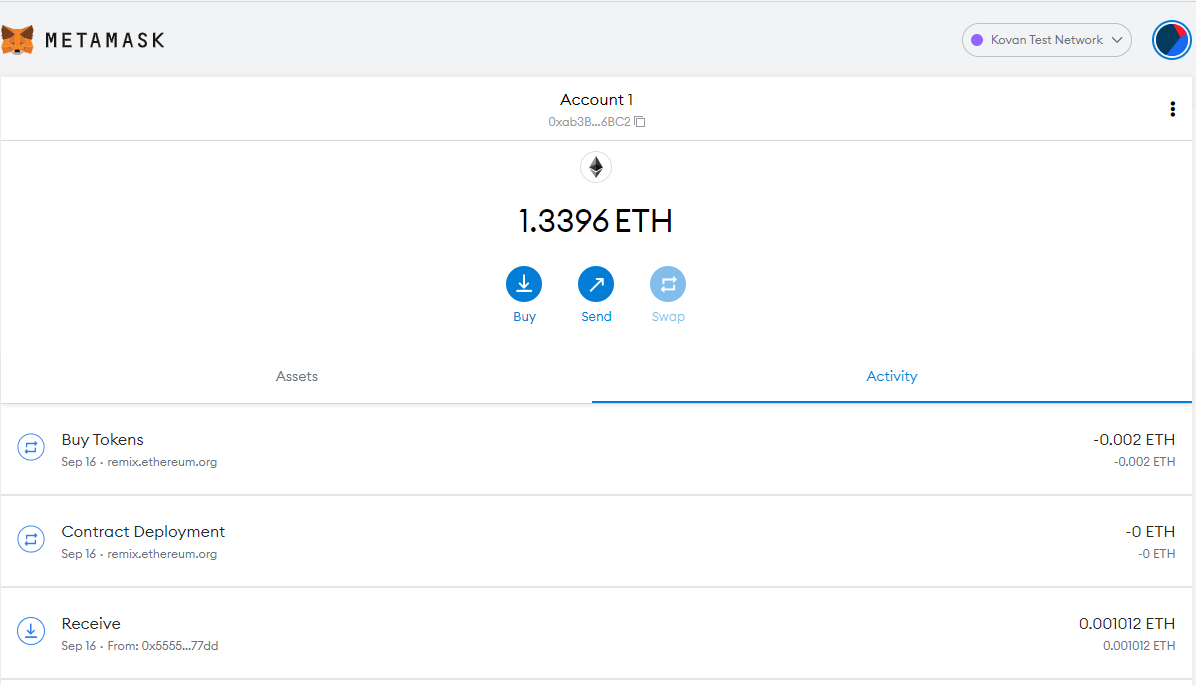 METAMASK
Kovan Test Network
Account 1
0xab3B...6BC2
1.3396 ETH
Buy
Send
Swap
Assets
Activity
Buy Tokens
-0.002 ETH
Sep 16 · remix.ethereum.org
-0.002 ETH
Contract Deployment
-0 ETH
Sep 16 · remix.ethereum.org
-0 ETH
Receive
0.001012 ETH
Sep 16 · From: 0x5555...77dd
0.001012 ETH